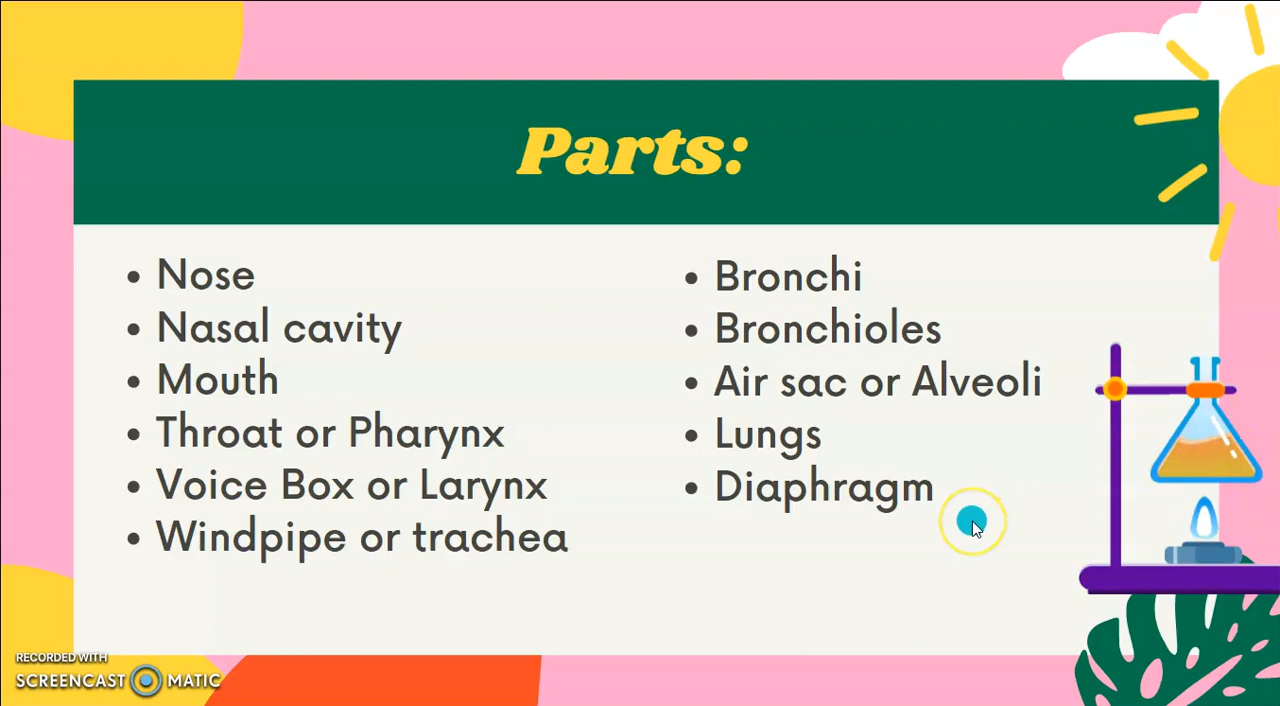 Parts:
• Nose
• Nasal cavity
• Mouth
• Throat or Pharynx
• Voice Box or Larynx
• Windpipe or trachea
• Bronchi
• Bronchioles
• Air sac or Alveoli
• Lungs
• Diaphragm
RECORDED WITH
SCREENCAST MATIC